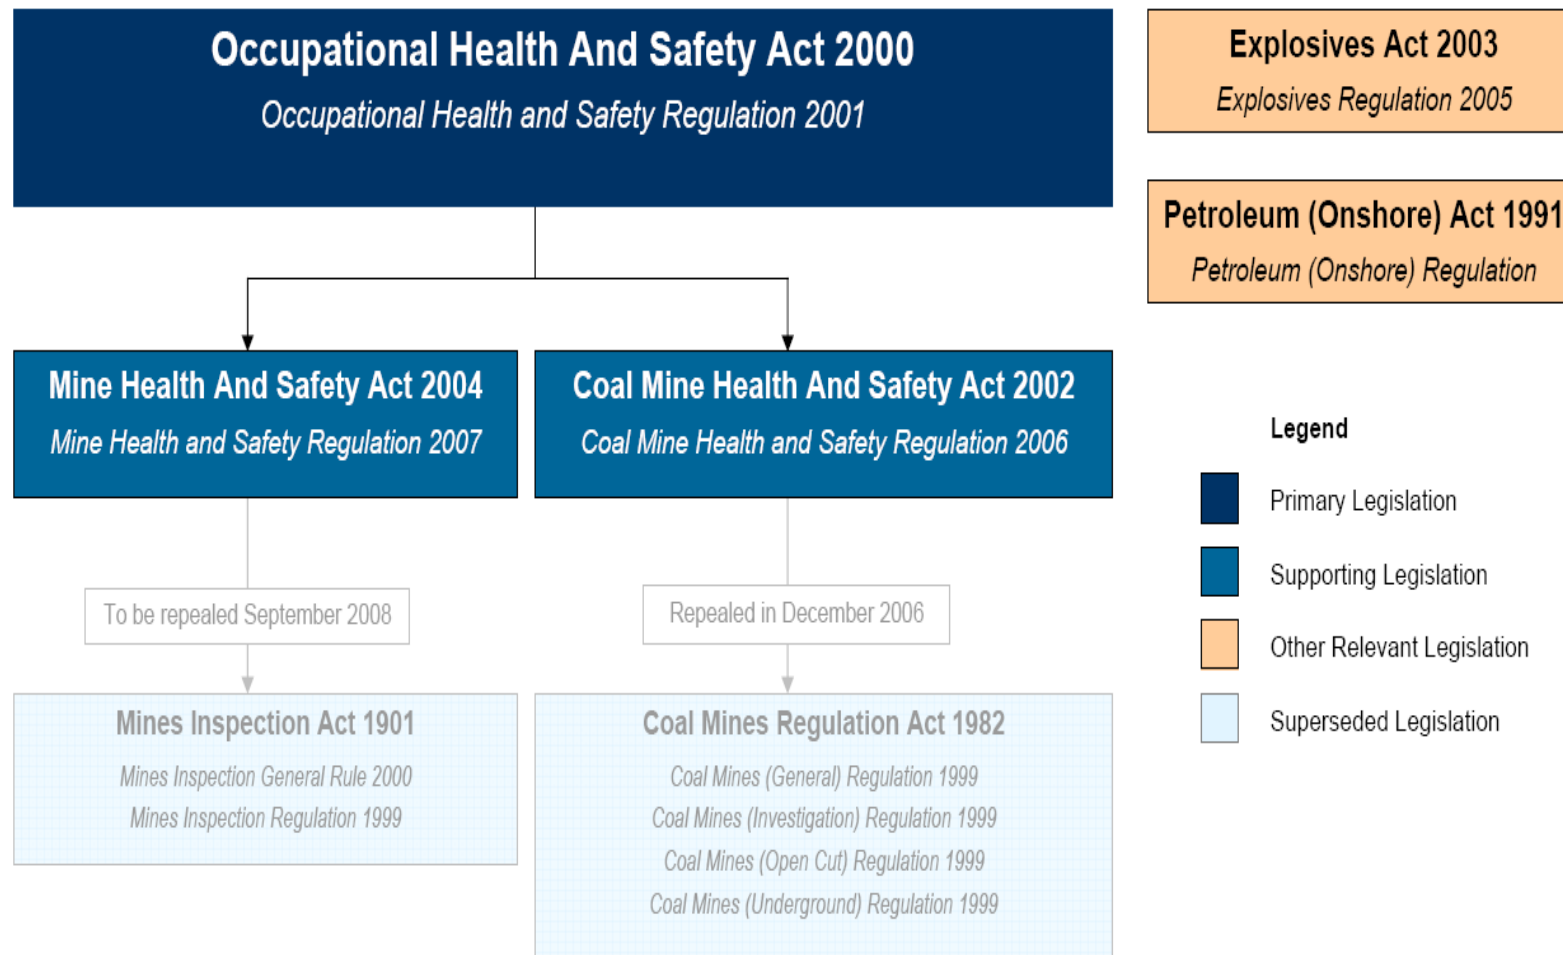 Occupational Health And Safety Act 2000
Occupational Health and Safety Regulation 2001
Explosives Act 2003
Explosives Regulation 2005
Petroleum (Onshore) Act 1991
Petroleum (Onshore) Regulation
Mine Health And Safety Act 2004
Mine Health and Safety Regulation 2007
Coal Mine Health And Safety Act 2002
Coal Mine Health and Safety Regulation 2006
To be repealed September 2008
Repealed in December 2006
Mines Inspection Act 1901
Mines Inspection General Rule 2000
Mines Inspection Regulation 1999
Coal Mines Regulation Act 1982
Coal Mines (General) Regulation 1999
Coal Mines (Investigation) Regulation 1999
Coal Mines (Open Cut) Regulation 1999
Coal Mines (Underground) Regulation 1999
Legend
Primary Legislation
Supporting Legislation
Other Relevant Legislation
Superseded Legislation